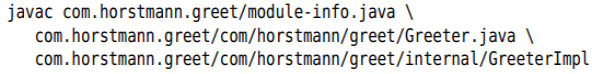 javac com.horstmann.greet/module-info.java \
com.horstmann.greet/com/horstmann/greet/Greeter.java \
com.horstmann.greet/com/horstmann/greet/internal/GreeterImpl